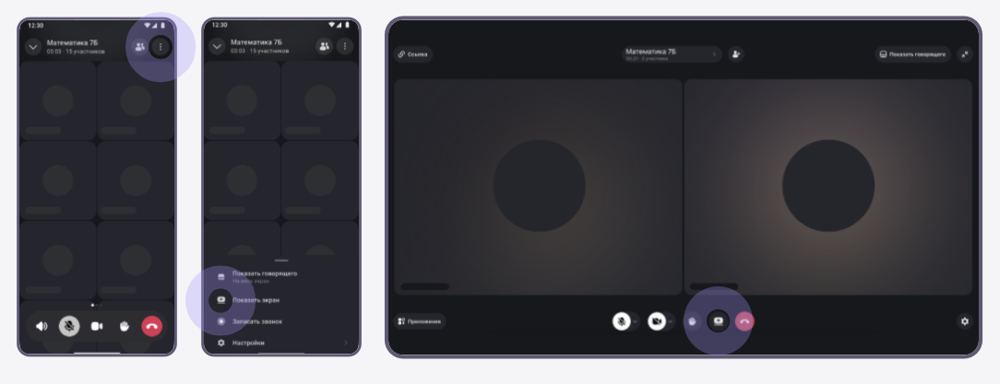 12:30
Математика 7Б
00:03 · 15 участников
12:30
Математика 7Б
00:03 · 15 участников
Показать говорящего
На весь экран
Показать экран
Записать звонок
Настройки
Ссылка
Математика 7Б
00:21 · 2 участника
Показать говорящего
Приложения